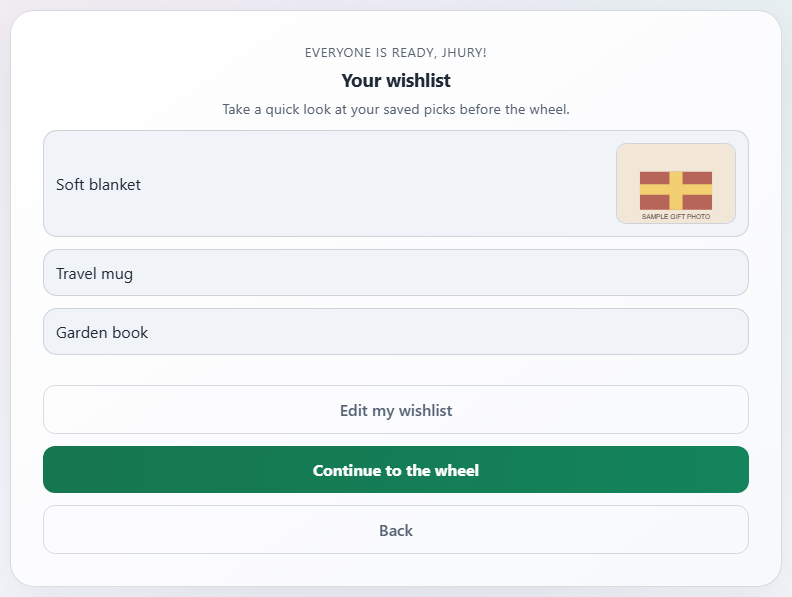 EVERYONE IS READY, JHURY!
Your wishlist
Take a quick look at your saved picks before the wheel.
Soft blanket
SAMPLE GIFT PHOTO
Travel mug
Garden book
Edit my wishlist
Continue to the wheel
Back